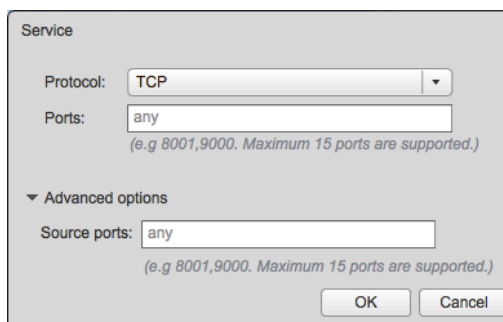 Service
Protocol: TCP
Ports: any
(e.g 8001,9000. Maximum 15 ports are supported.)
Advanced options
Source ports: any
(e.g 8001,9000. Maximum 15 ports are supported.)
OK Cancel